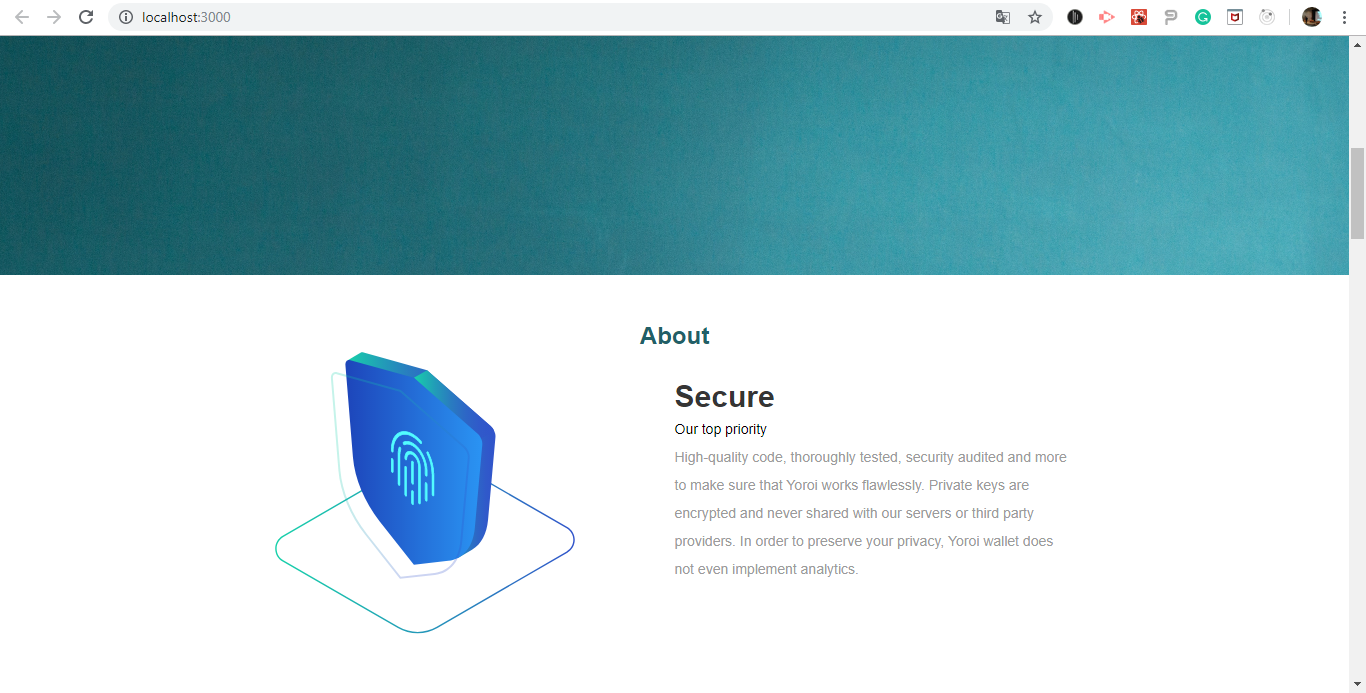 localhost:3000
About
Secure
Our top priority
High-quality code, thoroughly tested, security audited and more
to make sure that Yoroi works flawlessly. Private keys are
encrypted and never shared with our servers or third party
providers. In order to preserve your privacy, Yoroi wallet does
not even implement analytics.